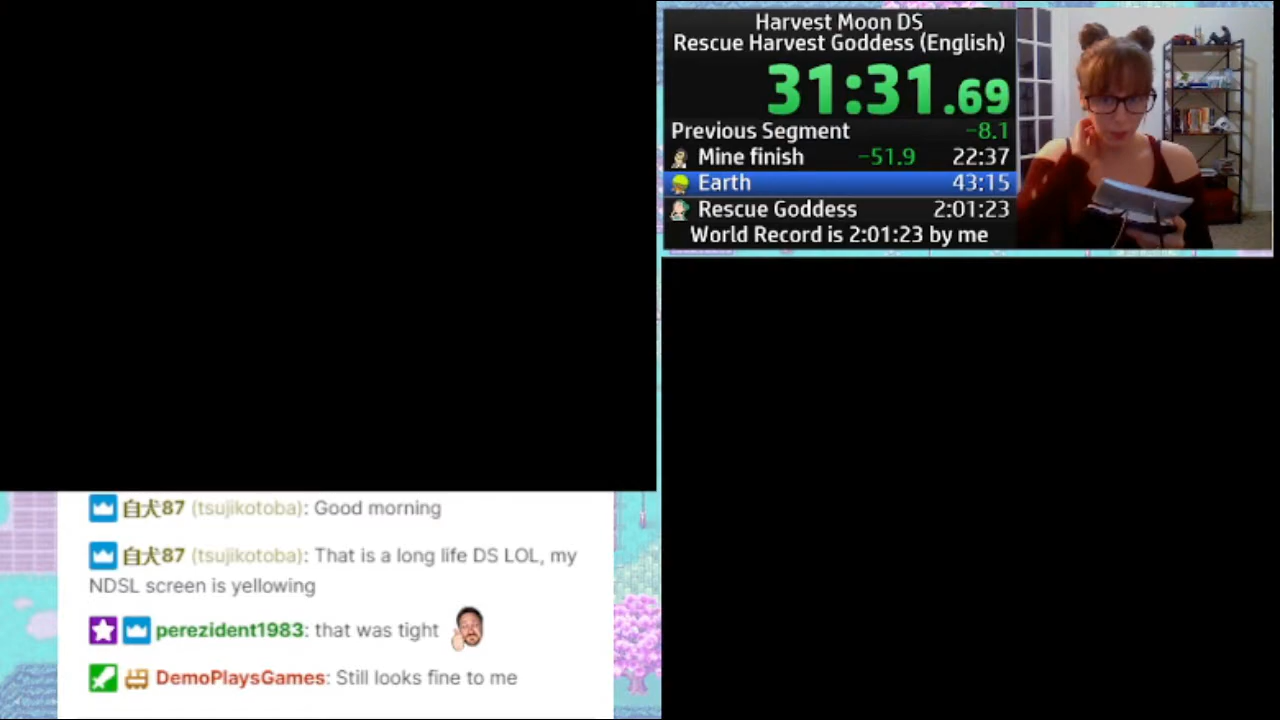 Harvest Moon DS
Rescue Harvest Goddess (English)
31:31.69
Previous Segment -8.1
Mine finish -51.9 22:37
Earth 43:15
Rescue Goddess 2:01:23
World Record is 2:01:23 by me
自犬87 (tsujikotoba): Good morning
自犬87 (tsujikotoba): That is a long life DS LOL, my
NDSL screen is yellowing
perezident1983: that was tight
DemoPlaysGames: Still looks fine to me